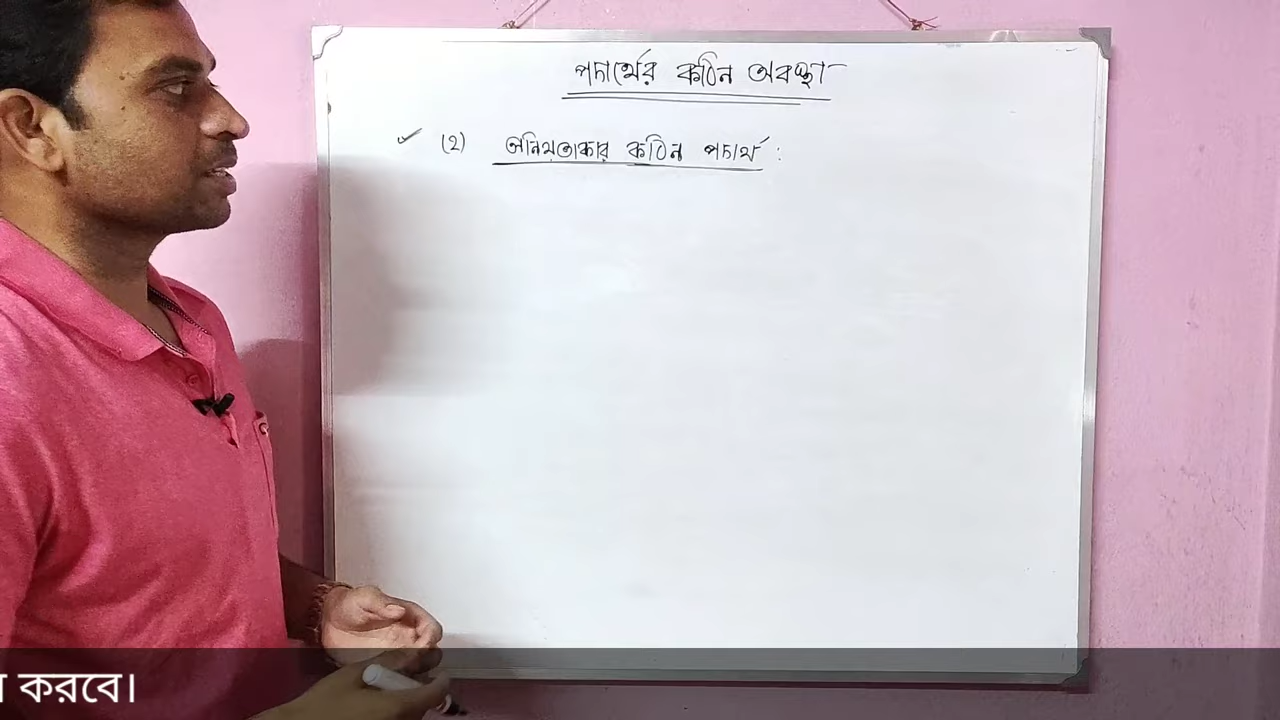 পদার্থের কঠিন অবস্থা
(2) অনিয়তাকার কঠিন পদার্থ :
করবে।